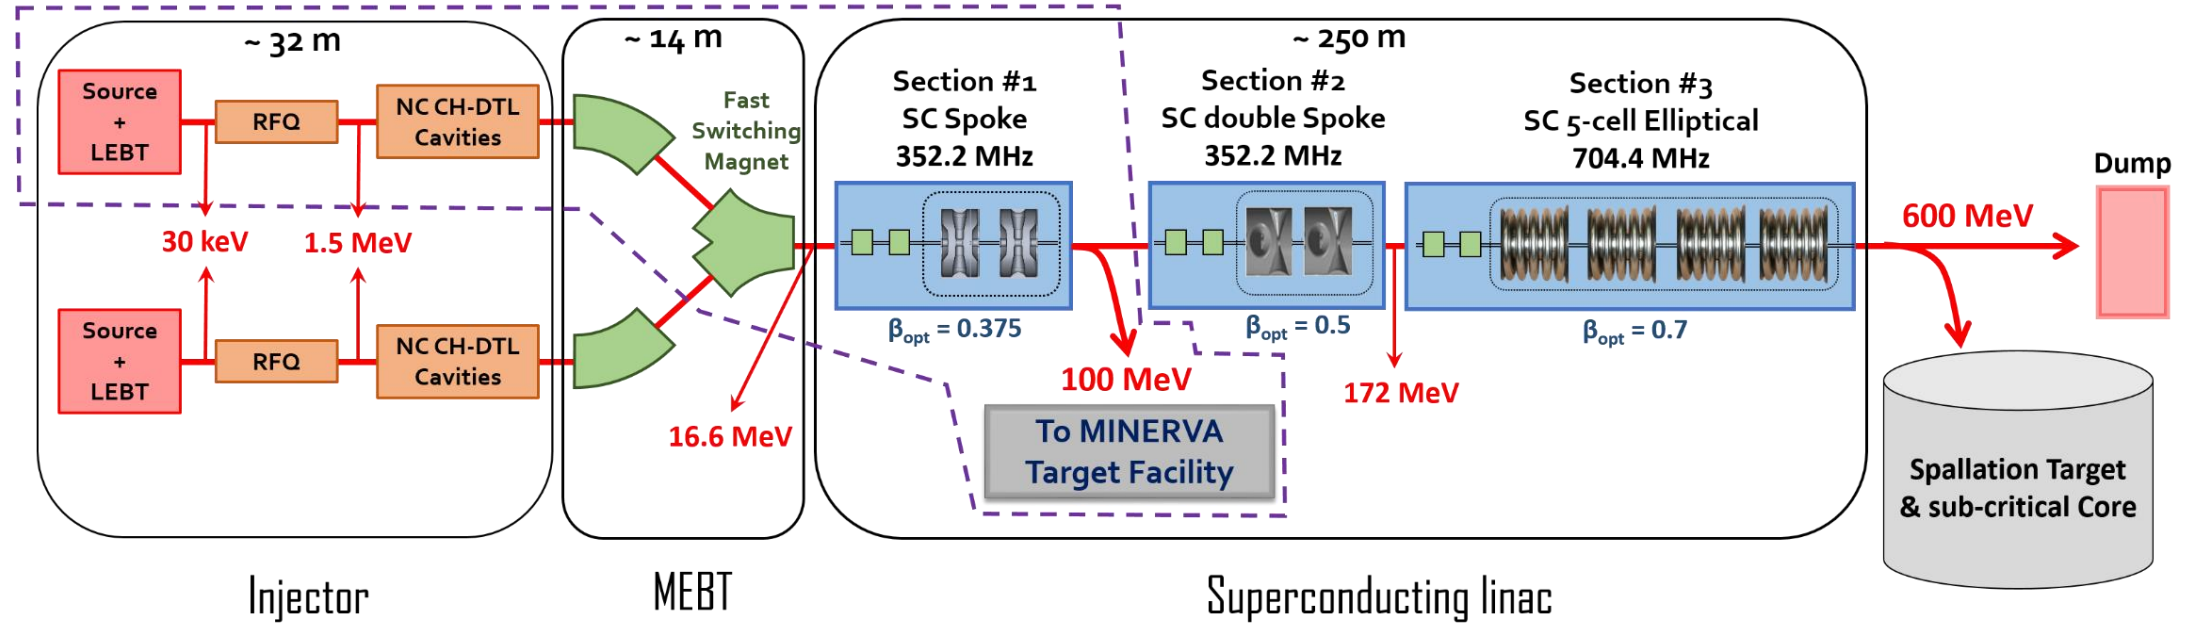 ~ 32 m
Source
+
LEBT
RFQ
NC CH-DTL
Cavities
30 keV
1.5 MeV
Source
+
LEBT
RFQ
NC CH-DTL
Cavities
Injector
~ 14 m
Fast
Switching
Magnet
16.6 MeV
MEBT
~ 250 m
Section #1
SC Spoke
352.2 MHz
βopt = 0.375
100 MeV
To MINERVA
Target Facility
Section #2
SC double Spoke
352.2 MHz
βopt = 0.5
172 MeV
Section #3
SC 5-cell Elliptical
704.4 MHz
βopt = 0.7
Superconducting linac
600 MeV
Dump
Spallation Target
& sub-critical Core